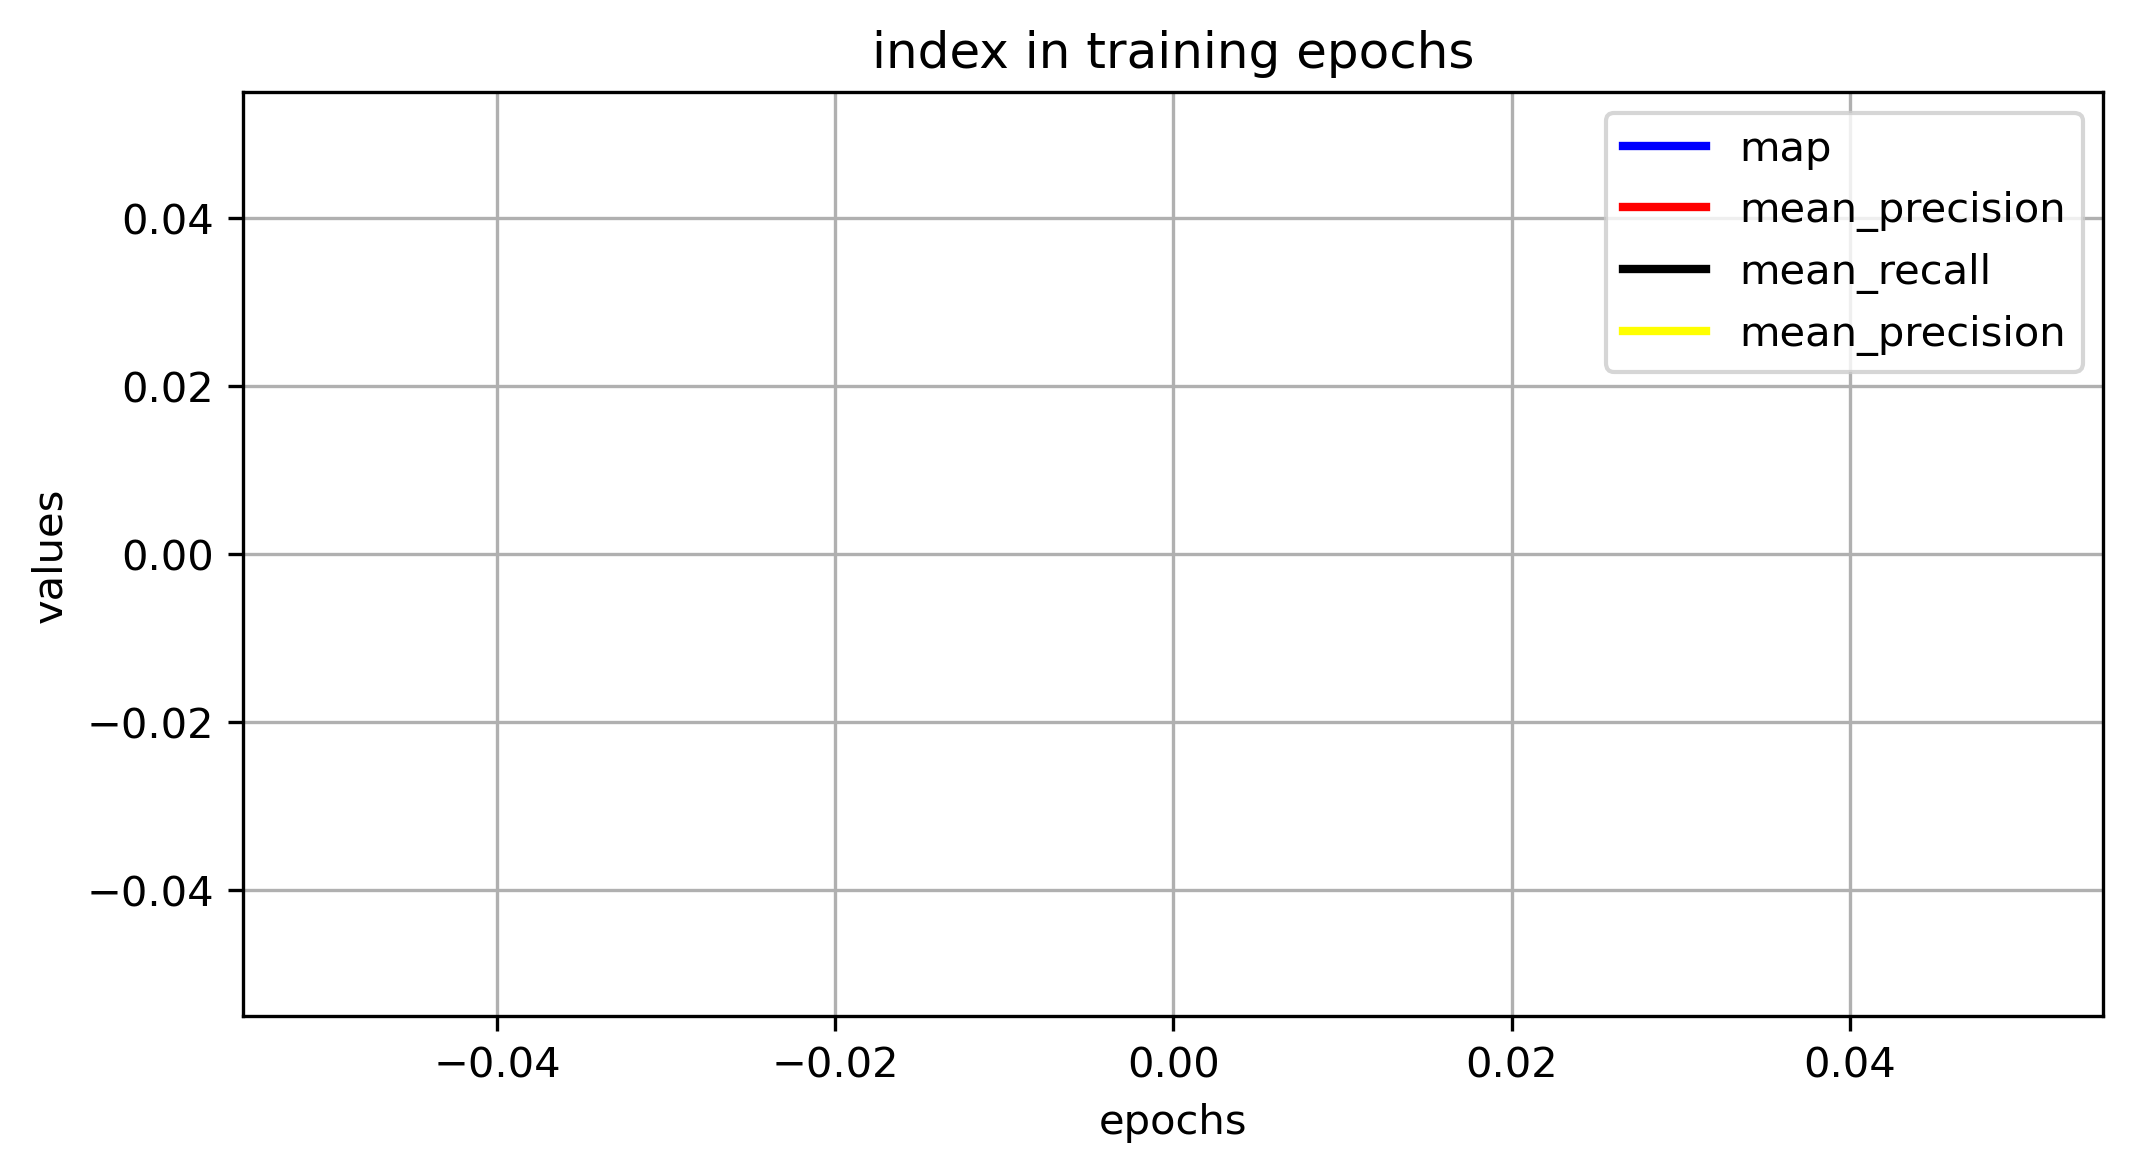 index in training epochs
map
mean_precision
mean_recall
mean_precision
values
0.04
0.02
0.00
−0.02
−0.04
−0.04 −0.02 0.00 0.02 0.04
epochs